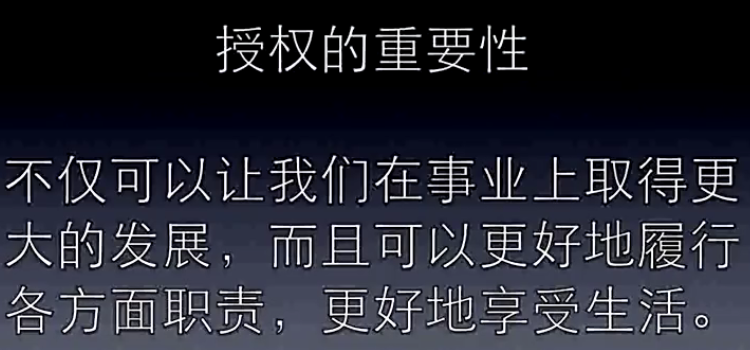 授权的重要性
不仅可以让我们在事业上取得更
大的发展，而且可以更好地履行
各方面职责，更好地享受生活。